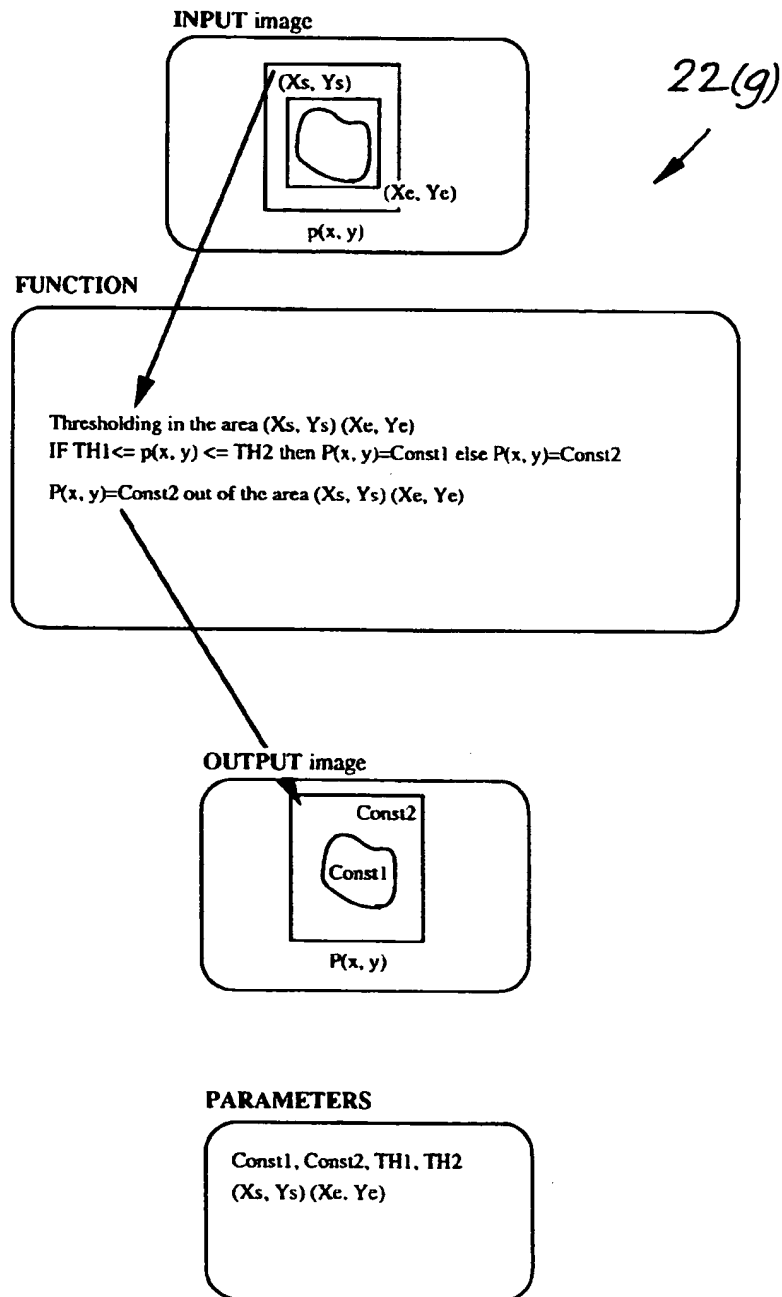 INPUT image
22(g)
(Xs, Ys)
(Xe, Ye)
p(x, y)
FUNCTION
Thresholding in the area (Xs, Ys) (Xe, Ye)
IF TH1<= p(x, y) <= TH2 then P(x, y)=Const1 else P(x, y)=Const2
P(x, y)=Const2 out of the area (Xs, Ys) (Xe, Ye)
OUTPUT image
Const2
Const1
P(x, y)
PARAMETERS
Const1, Const2, TH1, TH2
(Xs, Ys) (Xe. Ye)